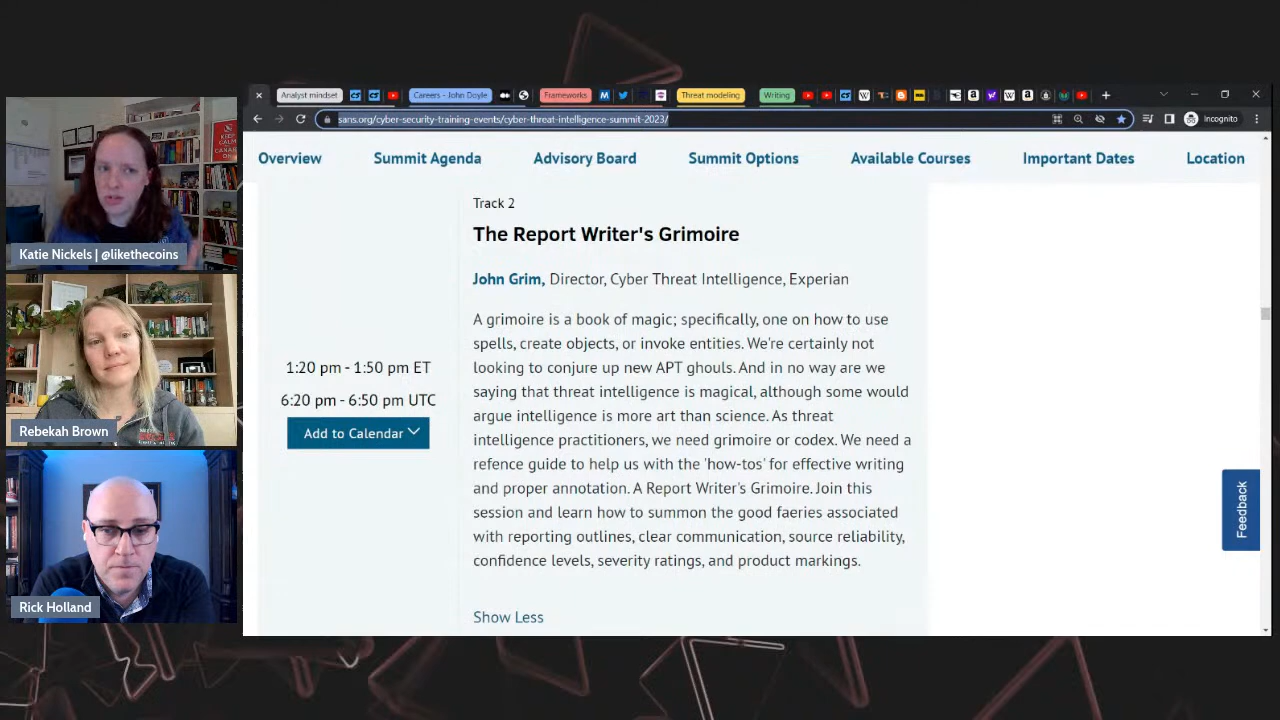 Analyst mindset
Careers - John Doyle
Frameworks
Threat modeling
Writing
sans.org/cyber-security-training-events/cyber-threat-intelligence-summit-2023/
Incognito
Overview
Summit Agenda
Advisory Board
Summit Options
Available Courses
Important Dates
Location
Track 2
The Report Writer's Grimoire
John Grim, Director, Cyber Threat Intelligence, Experian
1:20 pm - 1:50 pm ET
6:20 pm - 6:50 pm UTC
Add to Calendar
A grimoire is a book of magic; specifically, one on how to use
spells, create objects, or invoke entities. We're certainly not
looking to conjure up new APT ghouls. And in no way are we
saying that threat intelligence is magical, although some would
argue intelligence is more art than science. As threat
intelligence practitioners, we need grimoire or codex. We need a
refence guide to help us with the 'how-tos' for effective writing
and proper annotation. A Report Writer's Grimoire. Join this
session and learn how to summon the good faeries associated
with reporting outlines, clear communication, source reliability,
confidence levels, severity ratings, and product markings.
Show Less
Feedback
KEEP
CALM
Katie Nickels | @likethecoins
Rebekah Brown
Rick Holland